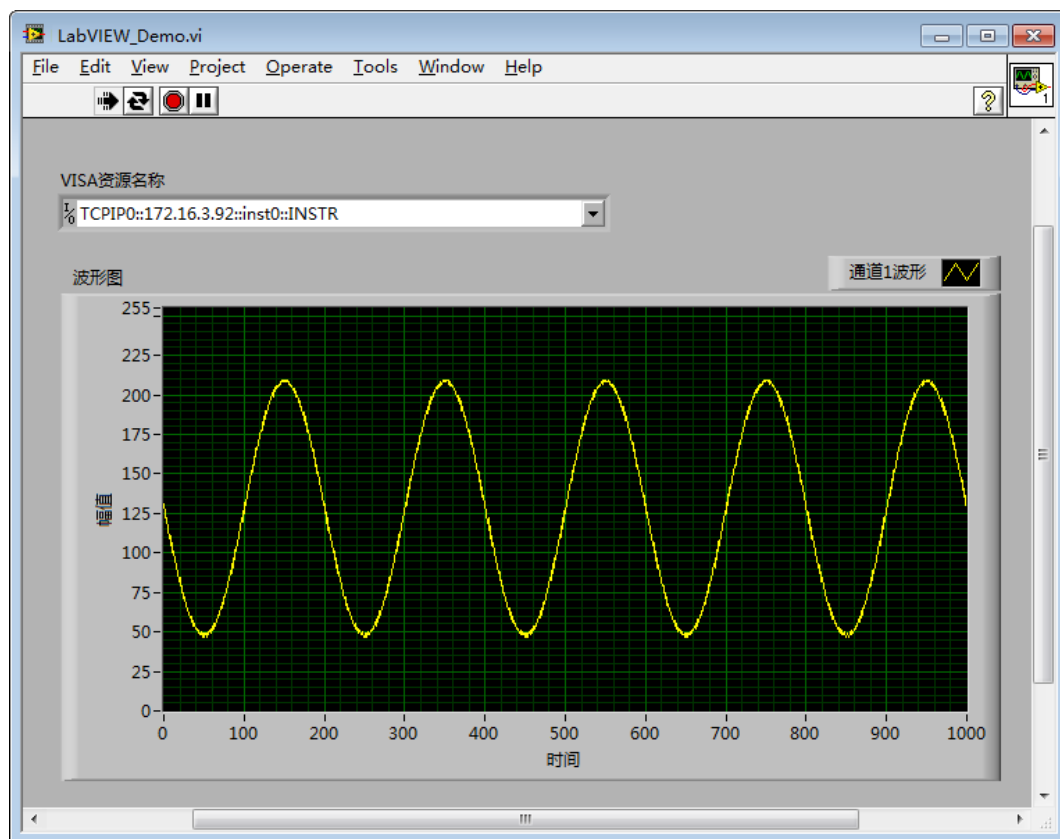 LabVIEW_Demo.vi
File Edit View Project Operate Tools Window Help
1
VISA资源名称
I/O TCPIP0::172.16.3.92::inst0::INSTR
波形图
通道1波形
255
225
200
175
150
125
100
75
50
25
0
幅值
0 100 200 300 400 500 600 700 800 900 1000
时间